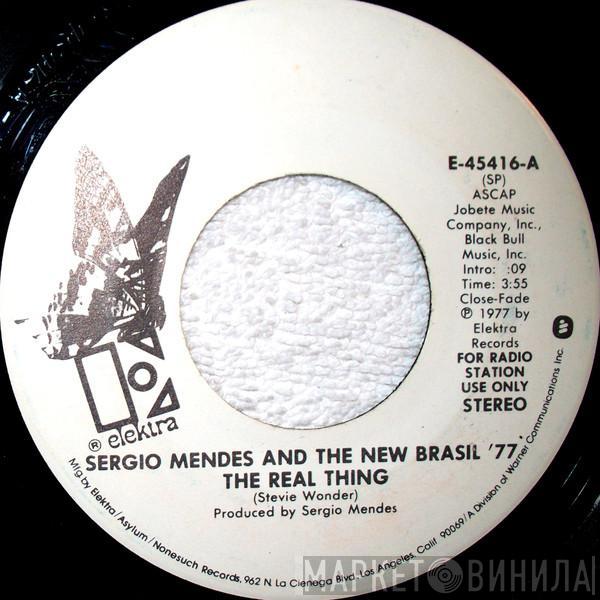 E-45416-A
(SP)
ASCAP
Jobete Music
Company, Inc.,
Black Bull
Music, Inc.
Intro: :09
Time: 3:55
Close-Fade
℗ 1977 by
Elektra
Records
FOR RADIO
STATION
USE ONLY
STEREO
® elektra
SERGIO MENDES AND THE NEW BRASIL '77
THE REAL THING
(Stevie Wonder)
Produced by Sergio Mendes
Mfg by Elektra/Asylum/Nonesuch Records, 962 N. La Cienega Blvd., Los Angeles, Calif. 90069/A Division of Warner Communications Inc.
МАРКЕТ ВИНИЛА